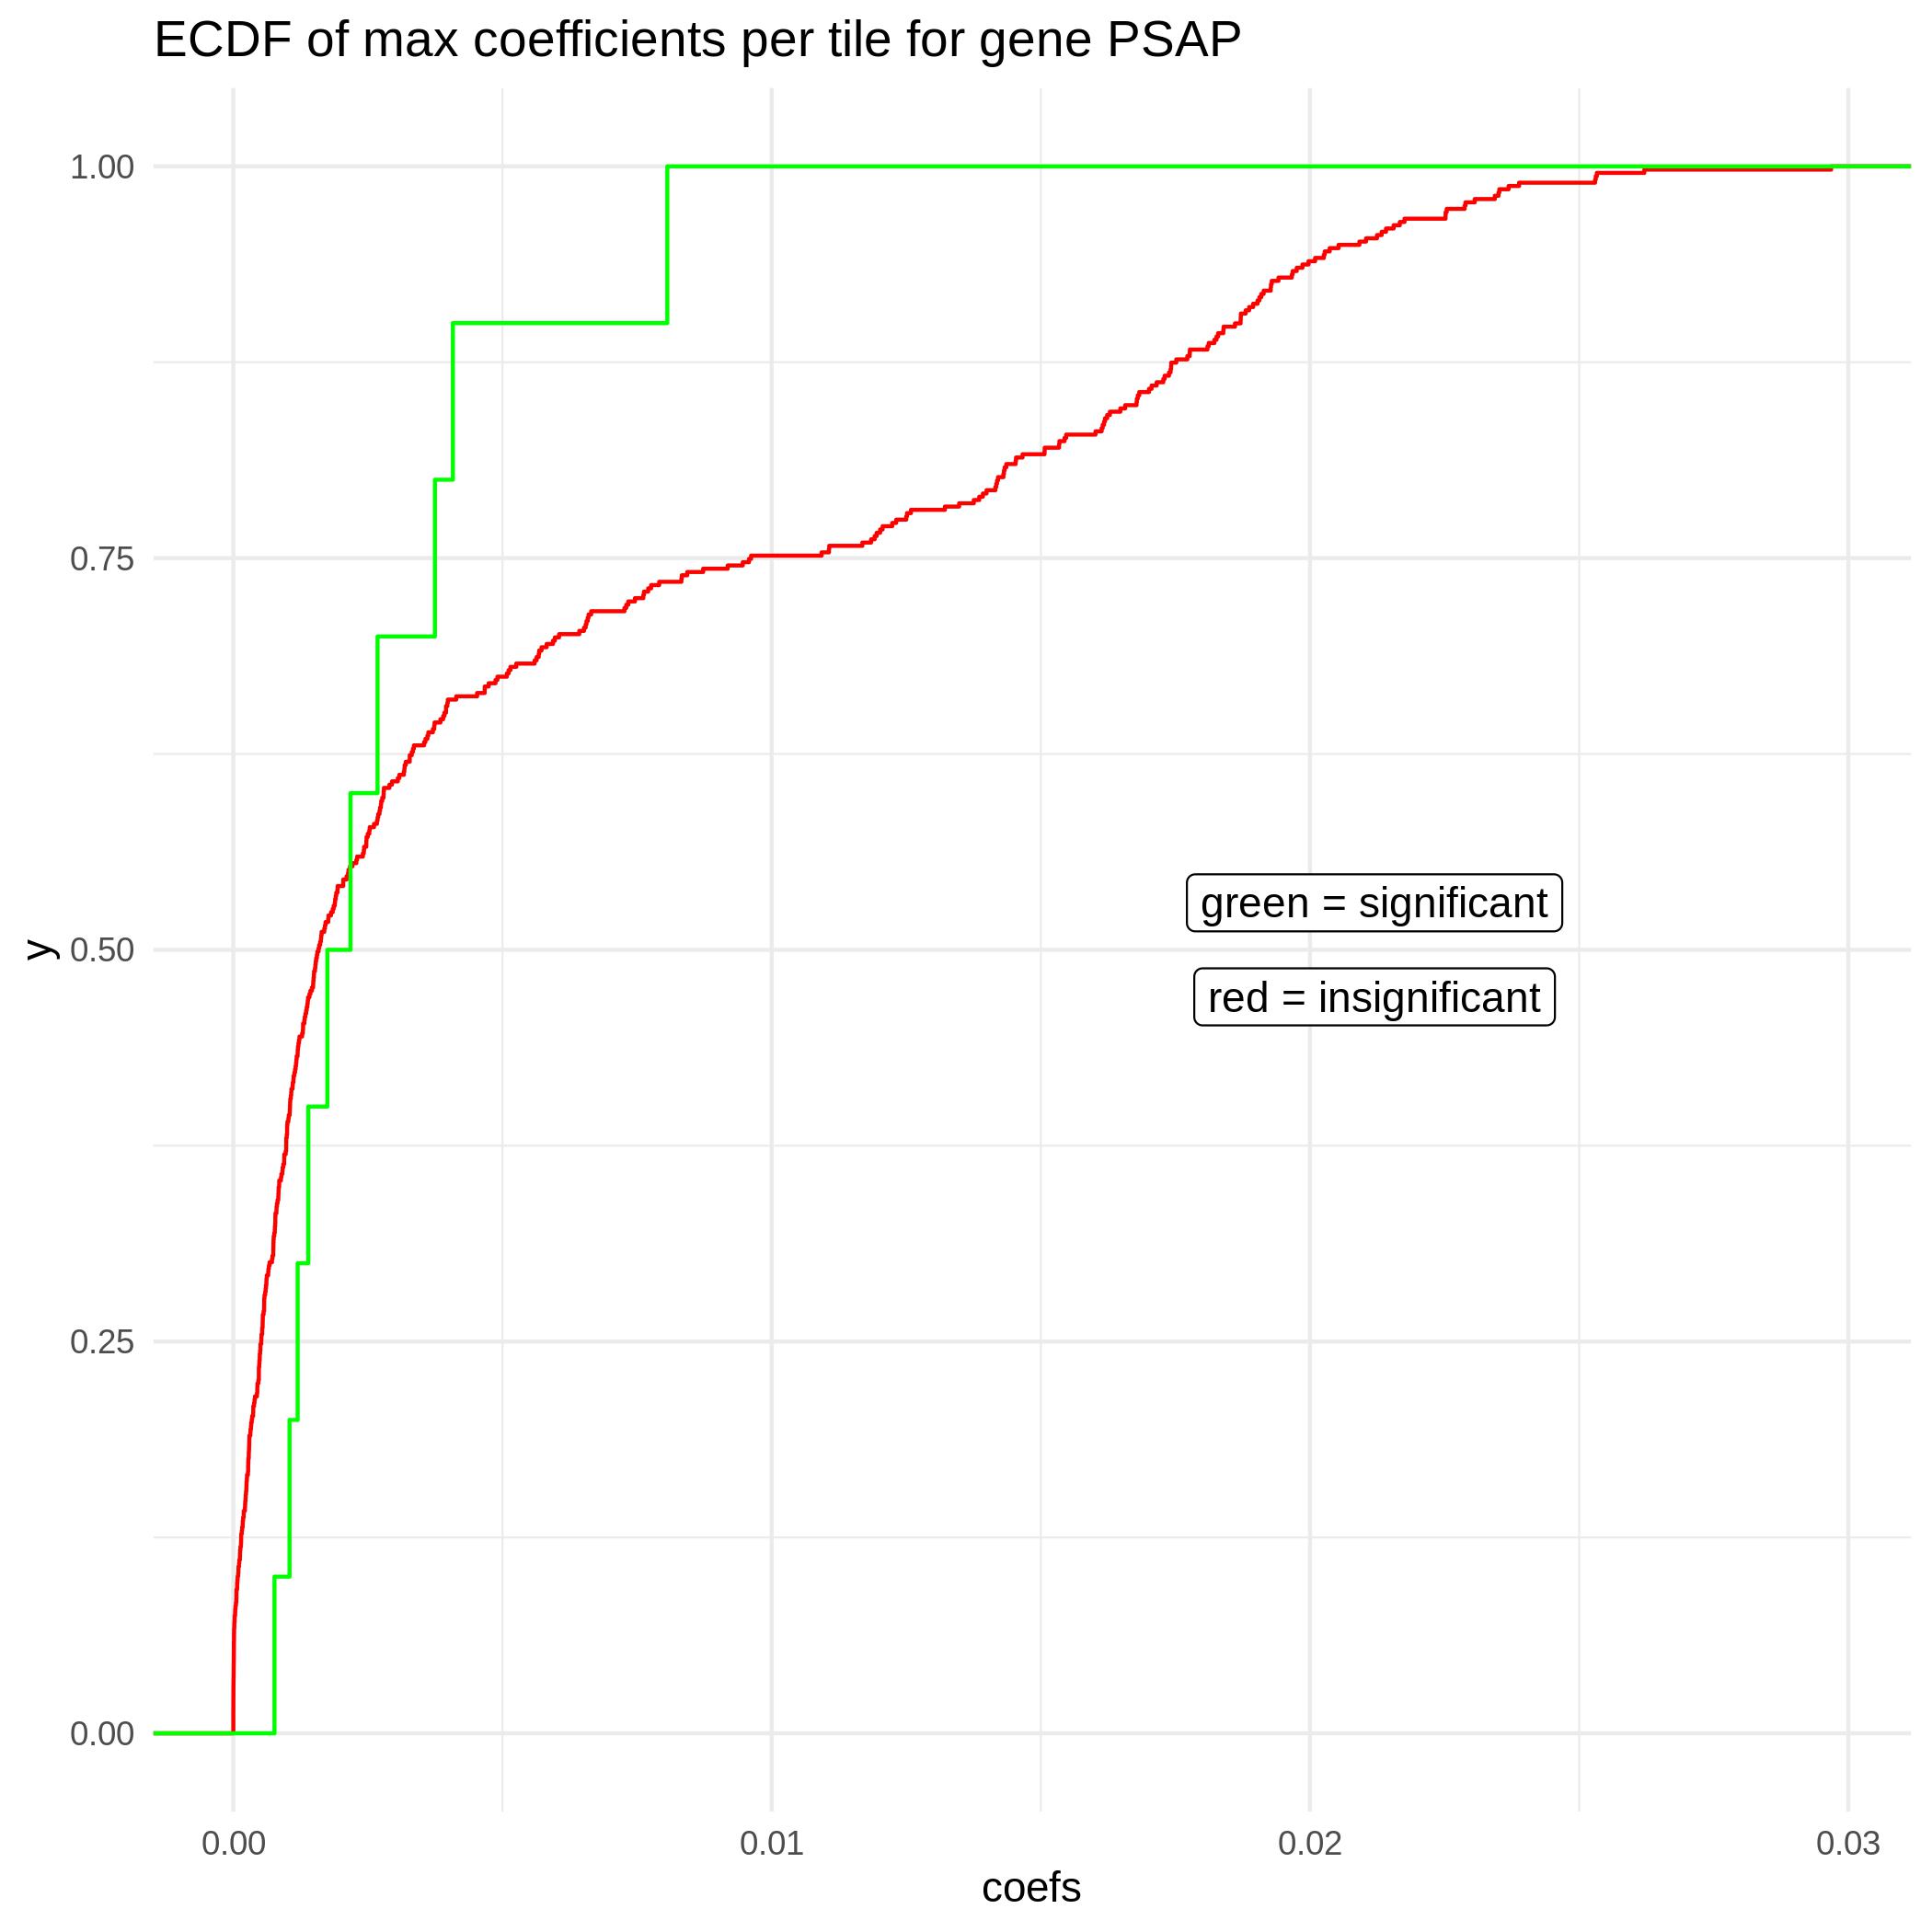 ECDF of max coefficients per tile for gene PSAP
1.00
0.75
0.50
0.25
0.00
y
green = significant
red = insignificant
0.00 0.01 0.02 0.03
coefs